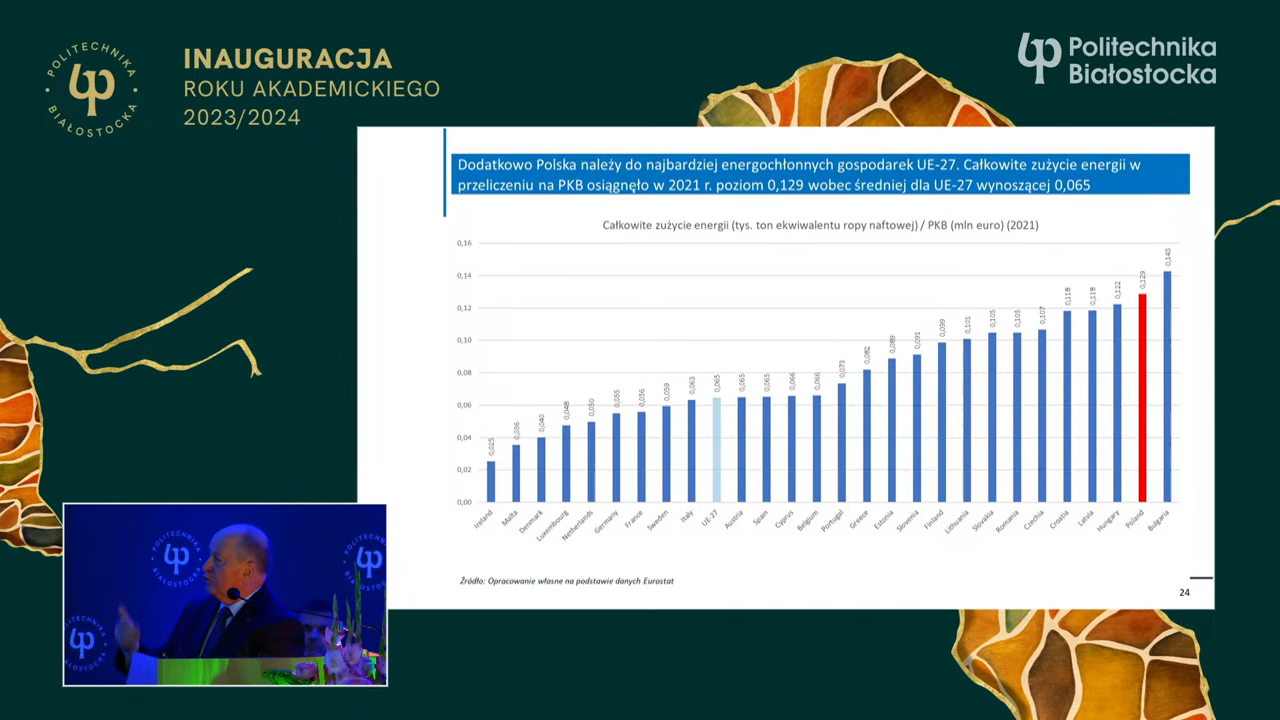 POLITECHNIKA BIAŁOSTOCKA
INAUGURACJA
ROKU AKADEMICKIEGO
2023/2024
Politechnika
Białostocka
Dodatkowo Polska należy do najbardziej energochłonnych gospodarek UE-27. Całkowite zużycie energii w
przeliczeniu na PKB osiągnęło w 2021 r. poziom 0,129 wobec średniej dla UE-27 wynoszącej 0,065
Całkowite zużycie energii (tys. ton ekwiwalentu ropy naftowej) / PKB (mln euro) (2021)
0,16
0,14
0,12
0,10
0,08
0,06
0,04
0,02
0,00
0,025
0,036
0,040
0,048
0,050
0,055
0,056
0,059
0,063
0,065
0,065
0,065
0,066
0,066
0,073
0,082
0,089
0,091
0,099
0,101
0,105
0,105
0,107
0,118
0,118
0,122
0,129
0,143
Ireland
Malta
Denmark
Luxembourg
Netherlands
Germany
France
Sweden
Italy
UE-27
Austria
Spain
Cyprus
Belgium
Portugal
Greece
Estonia
Slovenia
Finland
Lithuania
Slovakia
Romania
Czechia
Croatia
Latvia
Hungary
Poland
Bulgaria
Źródło: Opracowanie własne na podstawie danych Eurostat
24
POLITECHNIKA
BIAŁOSTOCKA